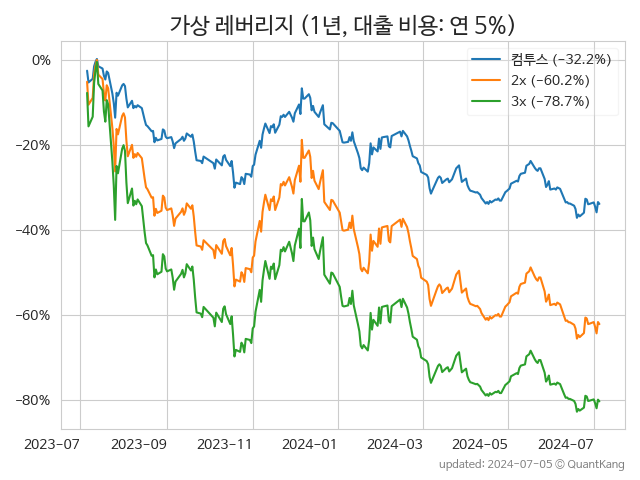 가상 레버리지 (1년, 대출 비용: 연 5%)
컴투스 (−32.2%)
2x (−60.2%)
3x (−78.7%)
0%
−20%
−40%
−60%
−80%
2023-07 2023-09 2023-11 2024-01 2024-03 2024-05 2024-07
updated: 2024-07-05 © QuantKang